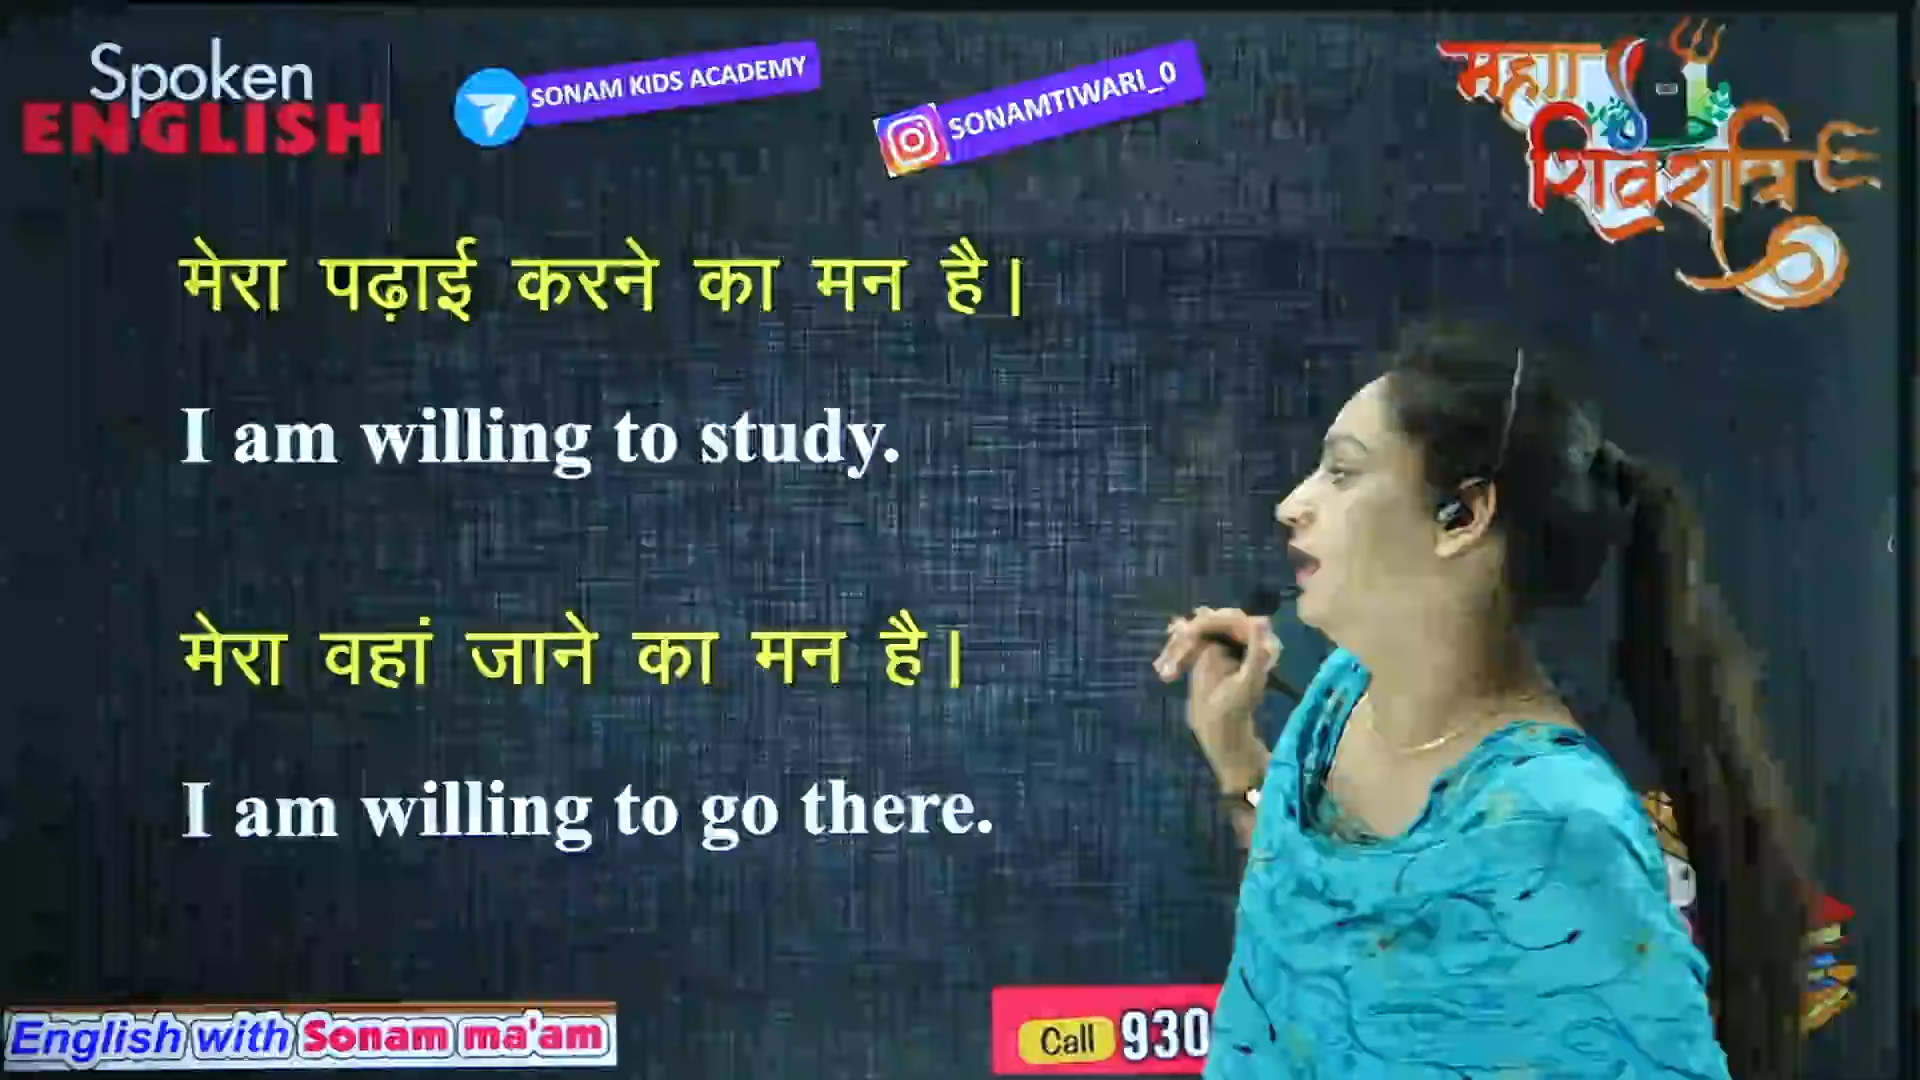 Spoken
ENGLISH
SONAM KIDS ACADEMY
SONAMTIWARI_0
महा
शिवरात्रि
मेरा पढ़ाई करने का मन है।
I am willing to study.
मेरा वहां जाने का मन है।
I am willing to go there.
English with Sonam ma'am
Call 930